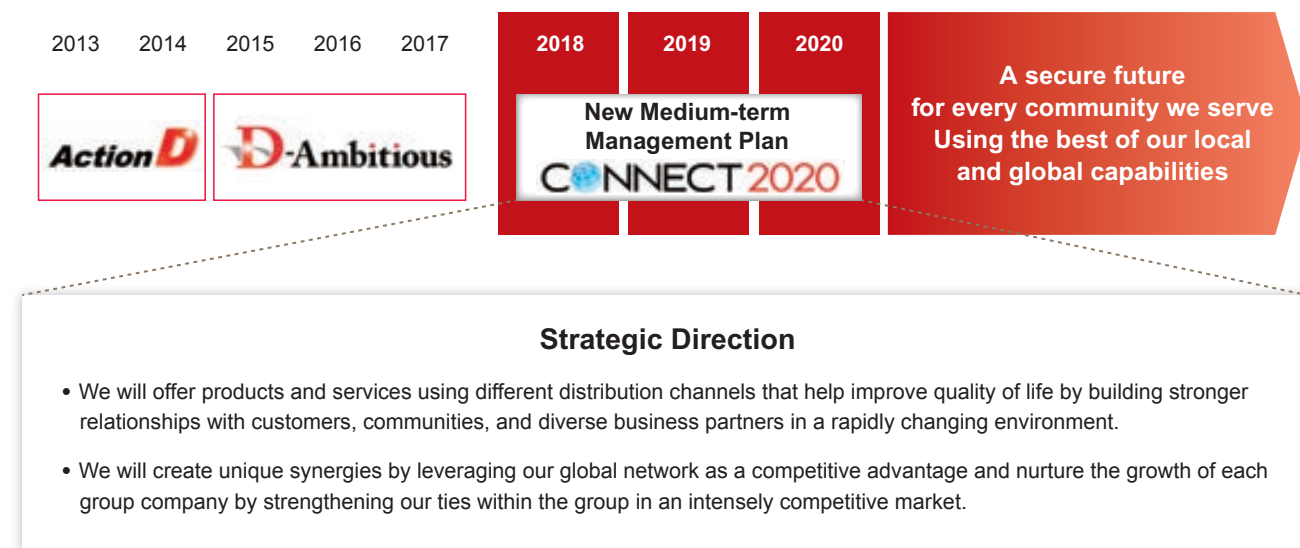 2013 2014 2015 2016 2017 2018 2019 2020
Action D
D-Ambitious
New Medium-term
Management Plan
CONNECT 2020
A secure future
for every community we serve
Using the best of our local
and global capabilities
Strategic Direction
• We will offer products and services using different distribution channels that help improve quality of life by building stronger
relationships with customers, communities, and diverse business partners in a rapidly changing environment.
• We will create unique synergies by leveraging our global network as a competitive advantage and nurture the growth of each
group company by strengthening our ties within the group in an intensely competitive market.